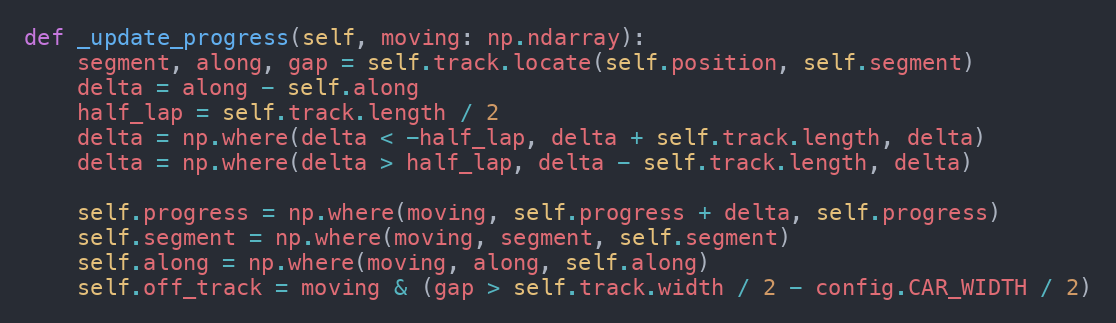 def _update_progress(self, moving: np.ndarray):
    segment, along, gap = self.track.locate(self.position, self.segment)
    delta = along - self.along
    half_lap = self.track.length / 2
    delta = np.where(delta < -half_lap, delta + self.track.length, delta)
    delta = np.where(delta > half_lap, delta - self.track.length, delta)

    self.progress = np.where(moving, self.progress + delta, self.progress)
    self.segment = np.where(moving, segment, self.segment)
    self.along = np.where(moving, along, self.along)
    self.off_track = moving & (gap > self.track.width / 2 - config.CAR_WIDTH / 2)